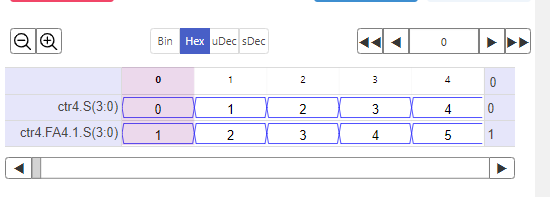 Bin Hex uDec sDec 0
0 1 2 3 4 0
ctr4.S(3:0) 0 1 2 3 4 0
ctr4.FA4.1.S(3:0) 1 2 3 4 5 1